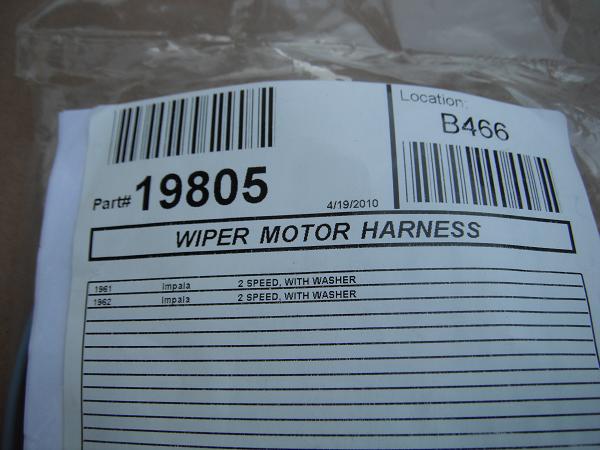 Location:
B466
Part# 19805
4/19/2010
WIPER MOTOR HARNESS
1961 Impala 2 SPEED, WITH WASHER
1962 Impala 2 SPEED, WITH WASHER